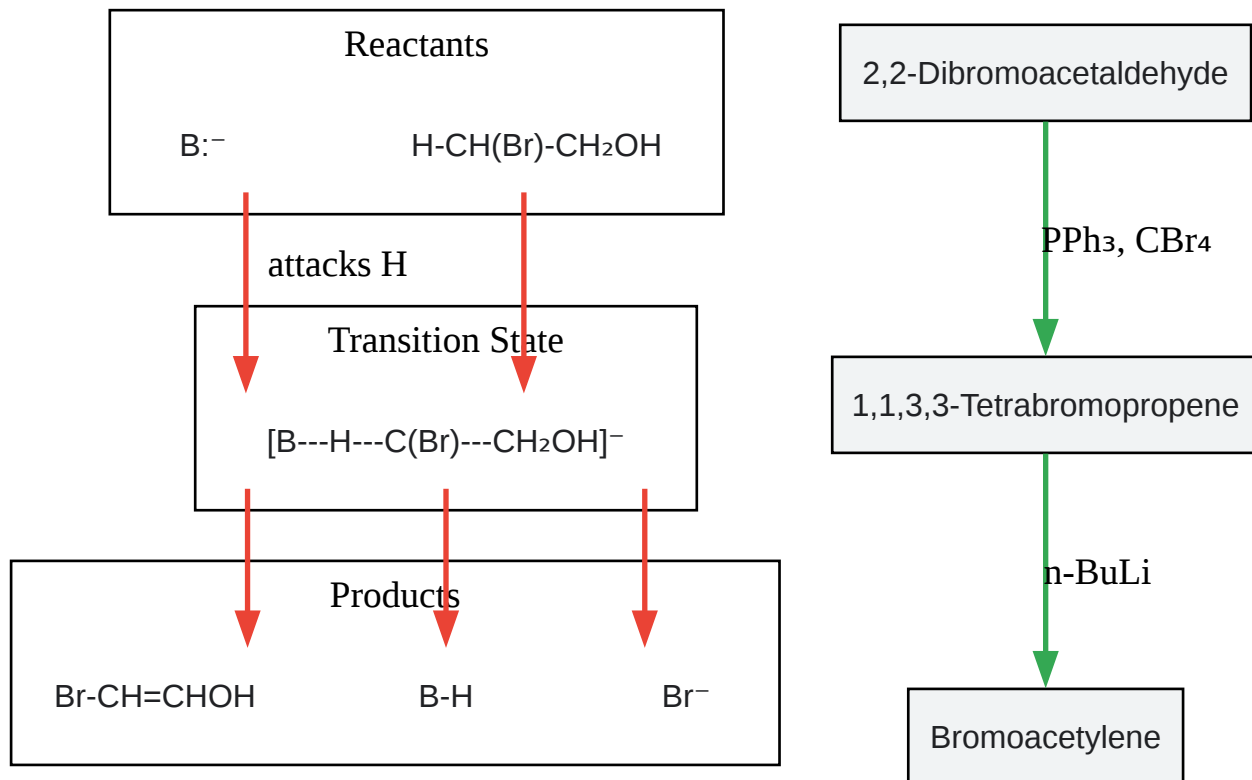 Reactants
B:⁻
H-CH(Br)-CH₂OH
attacks H
Transition State
[B---H---C(Br)---CH₂OH]⁻
Products
Br-CH=CHOH
B-H
Br⁻
2,2-Dibromoacetaldehyde
PPh₃, CBr₄
1,1,3,3-Tetrabromopropene
n-BuLi
Bromoacetylene